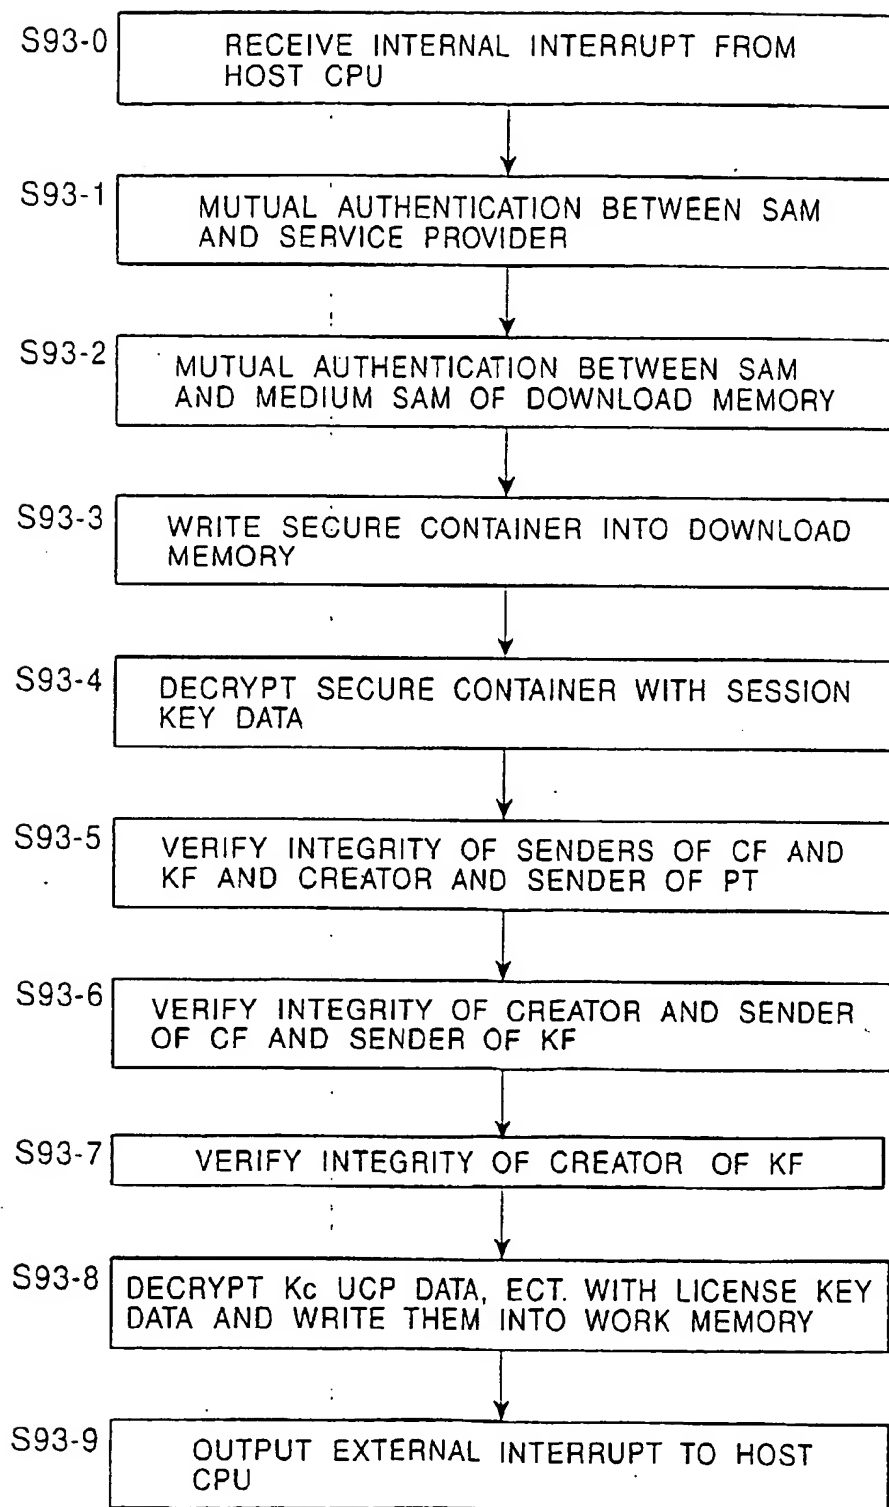 S93-0
RECEIVE INTERNAL INTERRUPT FROM
HOST CPU
S93-1
MUTUAL AUTHENTICATION BETWEEN SAM
AND SERVICE PROVIDER
S93-2
MUTUAL AUTHENTICATION BETWEEN SAM
AND MEDIUM SAM OF DOWNLOAD MEMORY
S93-3
WRITE SECURE CONTAINER INTO DOWNLOAD
MEMORY
S93-4
DECRYPT SECURE CONTAINER WITH SESSION
KEY DATA
S93-5
VERIFY INTEGRITY OF SENDERS OF CF AND
KF AND CREATOR AND SENDER OF PT
S93-6
VERIFY INTEGRITY OF CREATOR AND SENDER
OF CF AND SENDER OF KF
S93-7
VERIFY INTEGRITY OF CREATOR OF KF
S93-8
DECRYPT Kc UCP DATA, ECT. WITH LICENSE KEY
DATA AND WRITE THEM INTO WORK MEMORY
S93-9
OUTPUT EXTERNAL INTERRUPT TO HOST
CPU